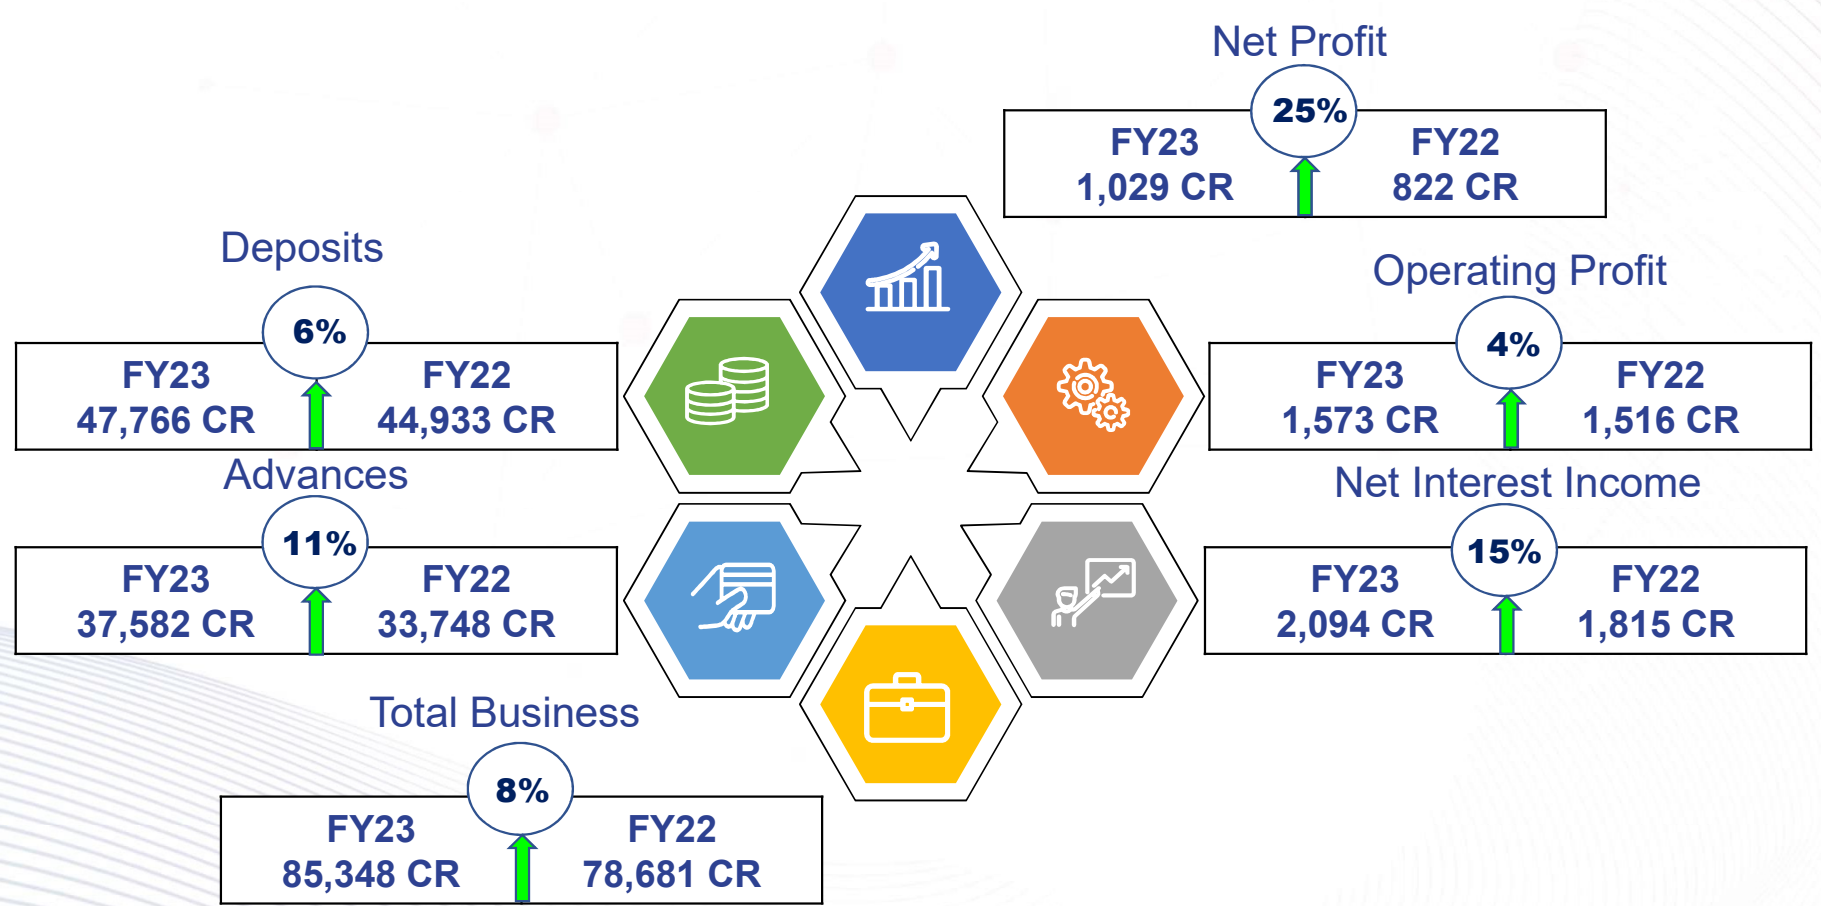 Net Profit
25%
FY23 FY22
1,029 CR 822 CR
Deposits
6%
FY23 FY22
47,766 CR 44,933 CR
Operating Profit
4%
FY23 FY22
1,573 CR 1,516 CR
Advances
11%
FY23 FY22
37,582 CR 33,748 CR
Net Interest Income
15%
FY23 FY22
2,094 CR 1,815 CR
Total Business
8%
FY23 FY22
85,348 CR 78,681 CR